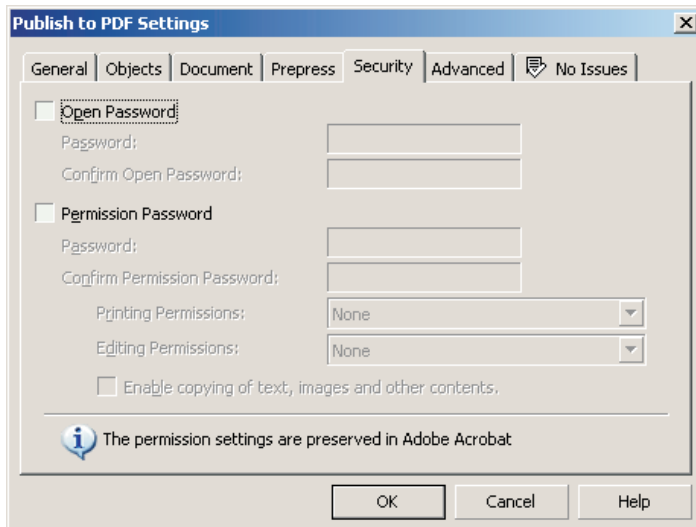 Publish to PDF Settings
General Objects Document Prepress Security Advanced No Issues
Open Password
Password:
Confirm Open Password:
Permission Password
Password:
Confirm Permission Password:
Printing Permissions: None
Editing Permissions: None
Enable copying of text, images and other contents.
The permission settings are preserved in Adobe Acrobat
OK Cancel Help